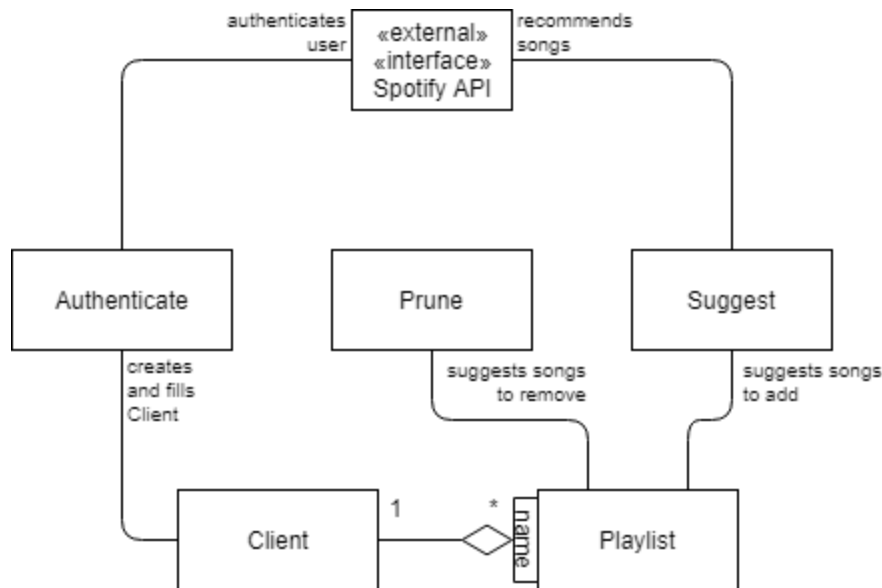 authenticates
user
«external»
«interface»
Spotify API
recommends
songs
Authenticate
Prune
Suggest
creates
and fills
Client
suggests songs
to remove
suggests songs
to add
Client
1
*
name
Playlist